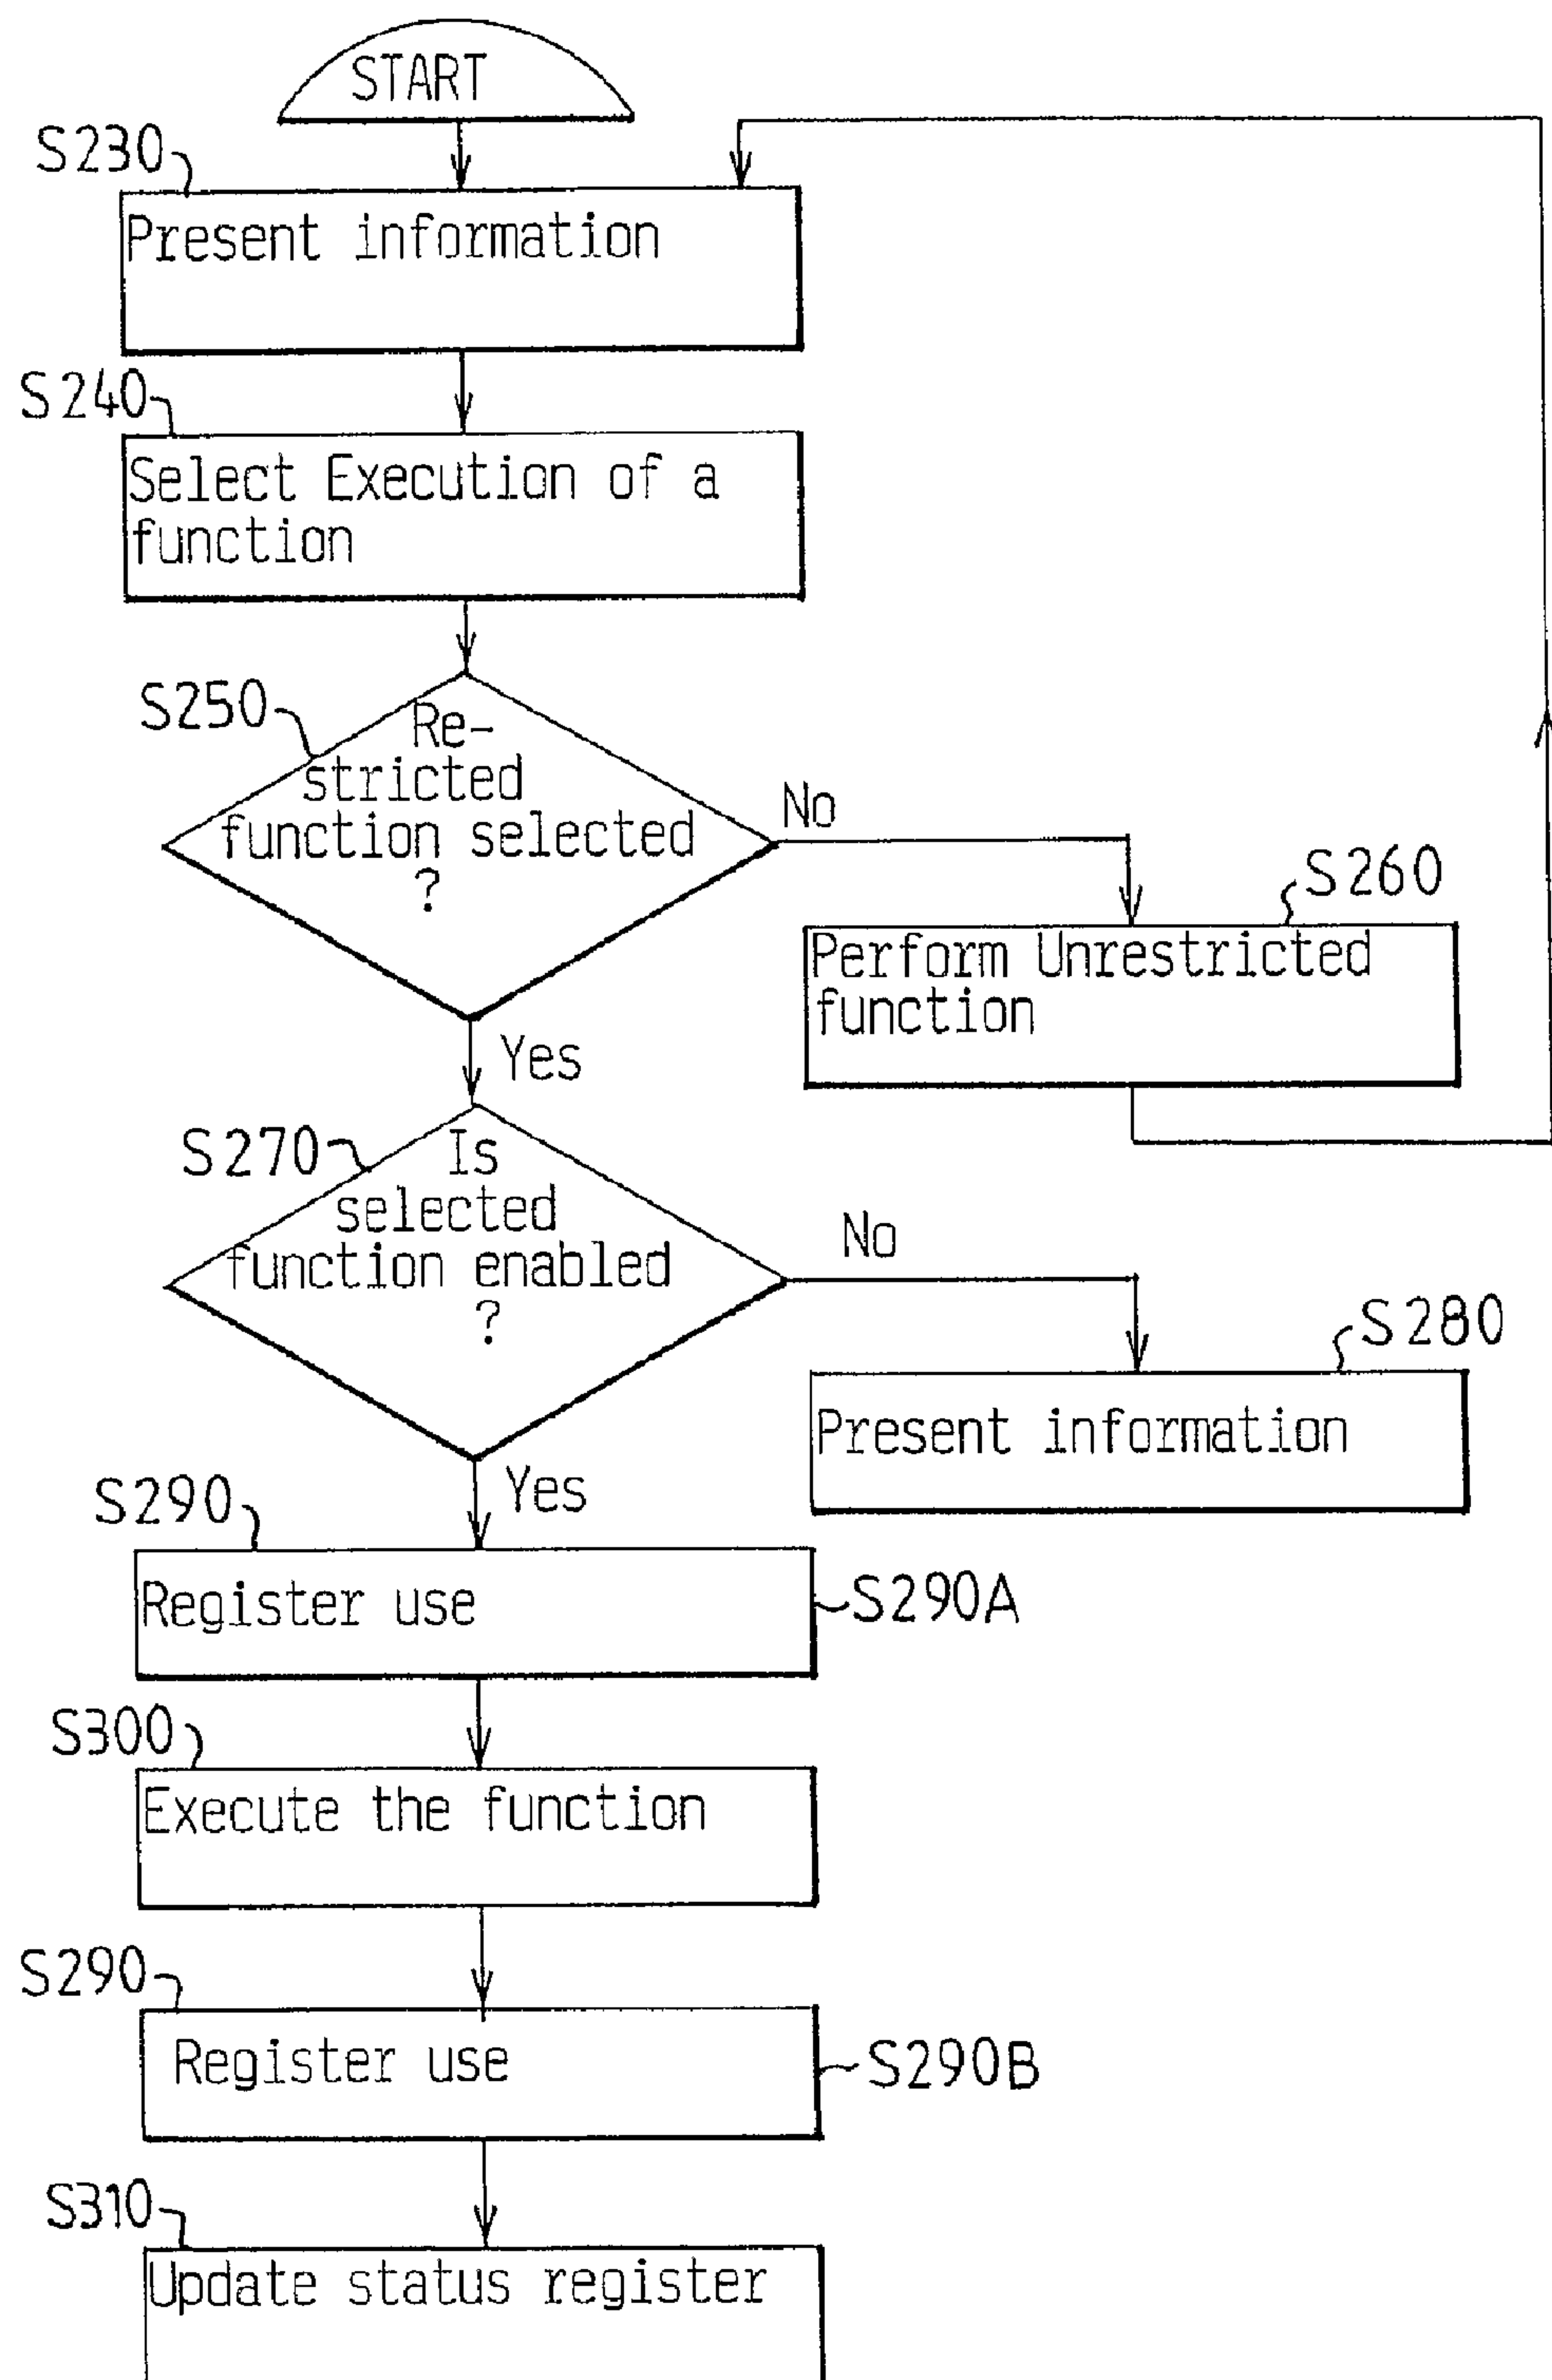 START
S230
Present information
S240
Select Execution of a
function
S250
Re-
stricted
function selected
?
No
S260
Perform Unrestricted
function
Yes
S270
Is
selected
function enabled
?
No
S280
Present information
Yes
S290
Register use
S290A
S300
Execute the function
S290
Register use
S290B
S310
Update status register